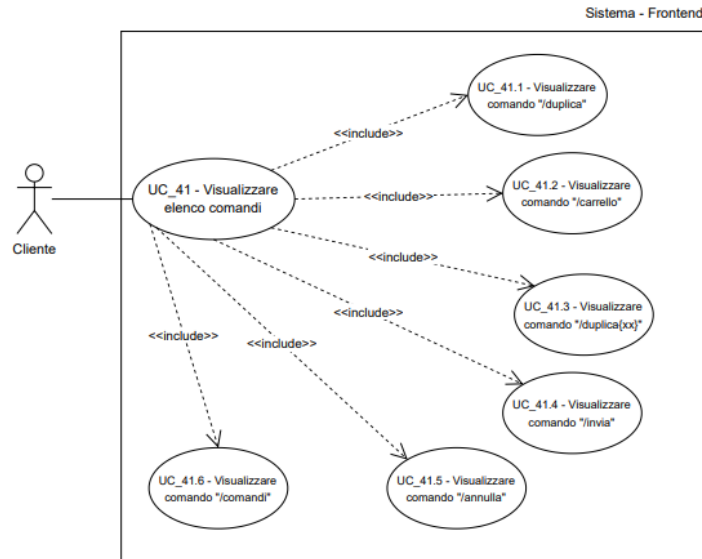 Sistema - Frontend
UC_41.1 - Visualizzare
comando "/duplica"
<<include>>
UC_41 - Visualizzare
elenco comandi
<<include>>
UC_41.2 - Visualizzare
comando "/carrello"
Cliente
<<include>>
UC_41.3 - Visualizzare
comando "/duplica{xx}"
<<include>>
<<include>>
<<include>>
UC_41.4 - Visualizzare
comando "/invia"
UC_41.6 - Visualizzare
comando "/comandi"
UC_41.5 - Visualizzare
comando "/annulla"